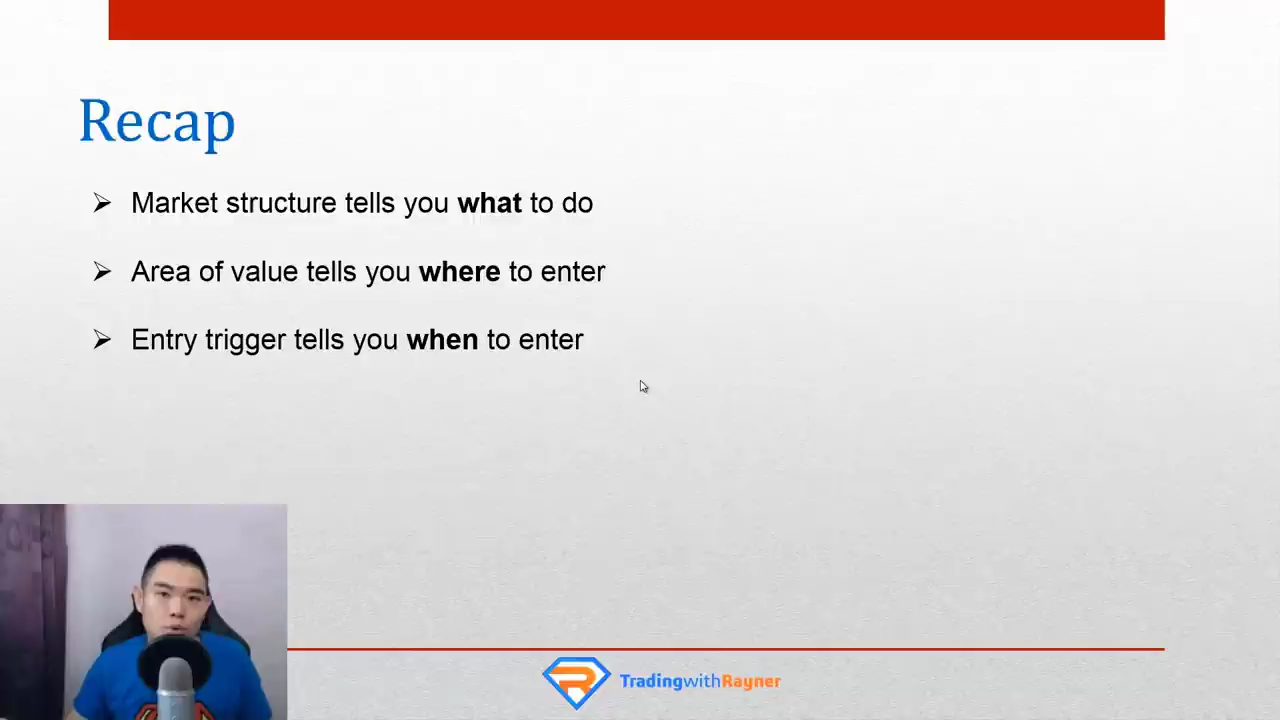 Recap
Market structure tells you what to do
Area of value tells you where to enter
Entry trigger tells you when to enter
TradingwithRayner